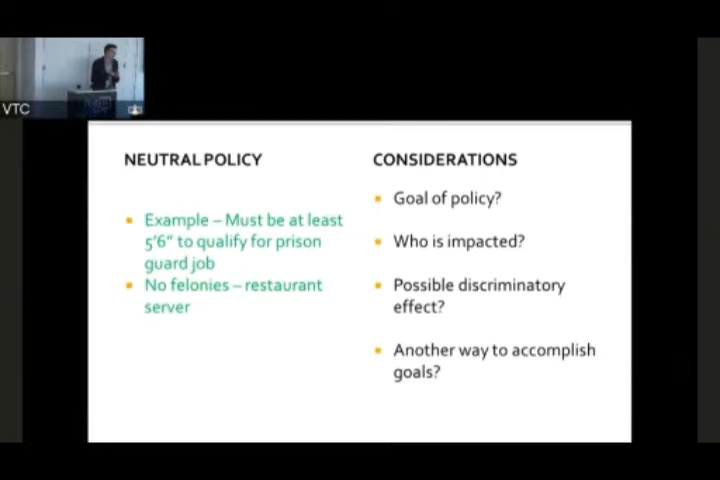 VTC
NEUTRAL POLICY
Example – Must be at least
5’6” to qualify for prison
guard job
No felonies – restaurant
server
CONSIDERATIONS
Goal of policy?
Who is impacted?
Possible discriminatory
effect?
Another way to accomplish
goals?